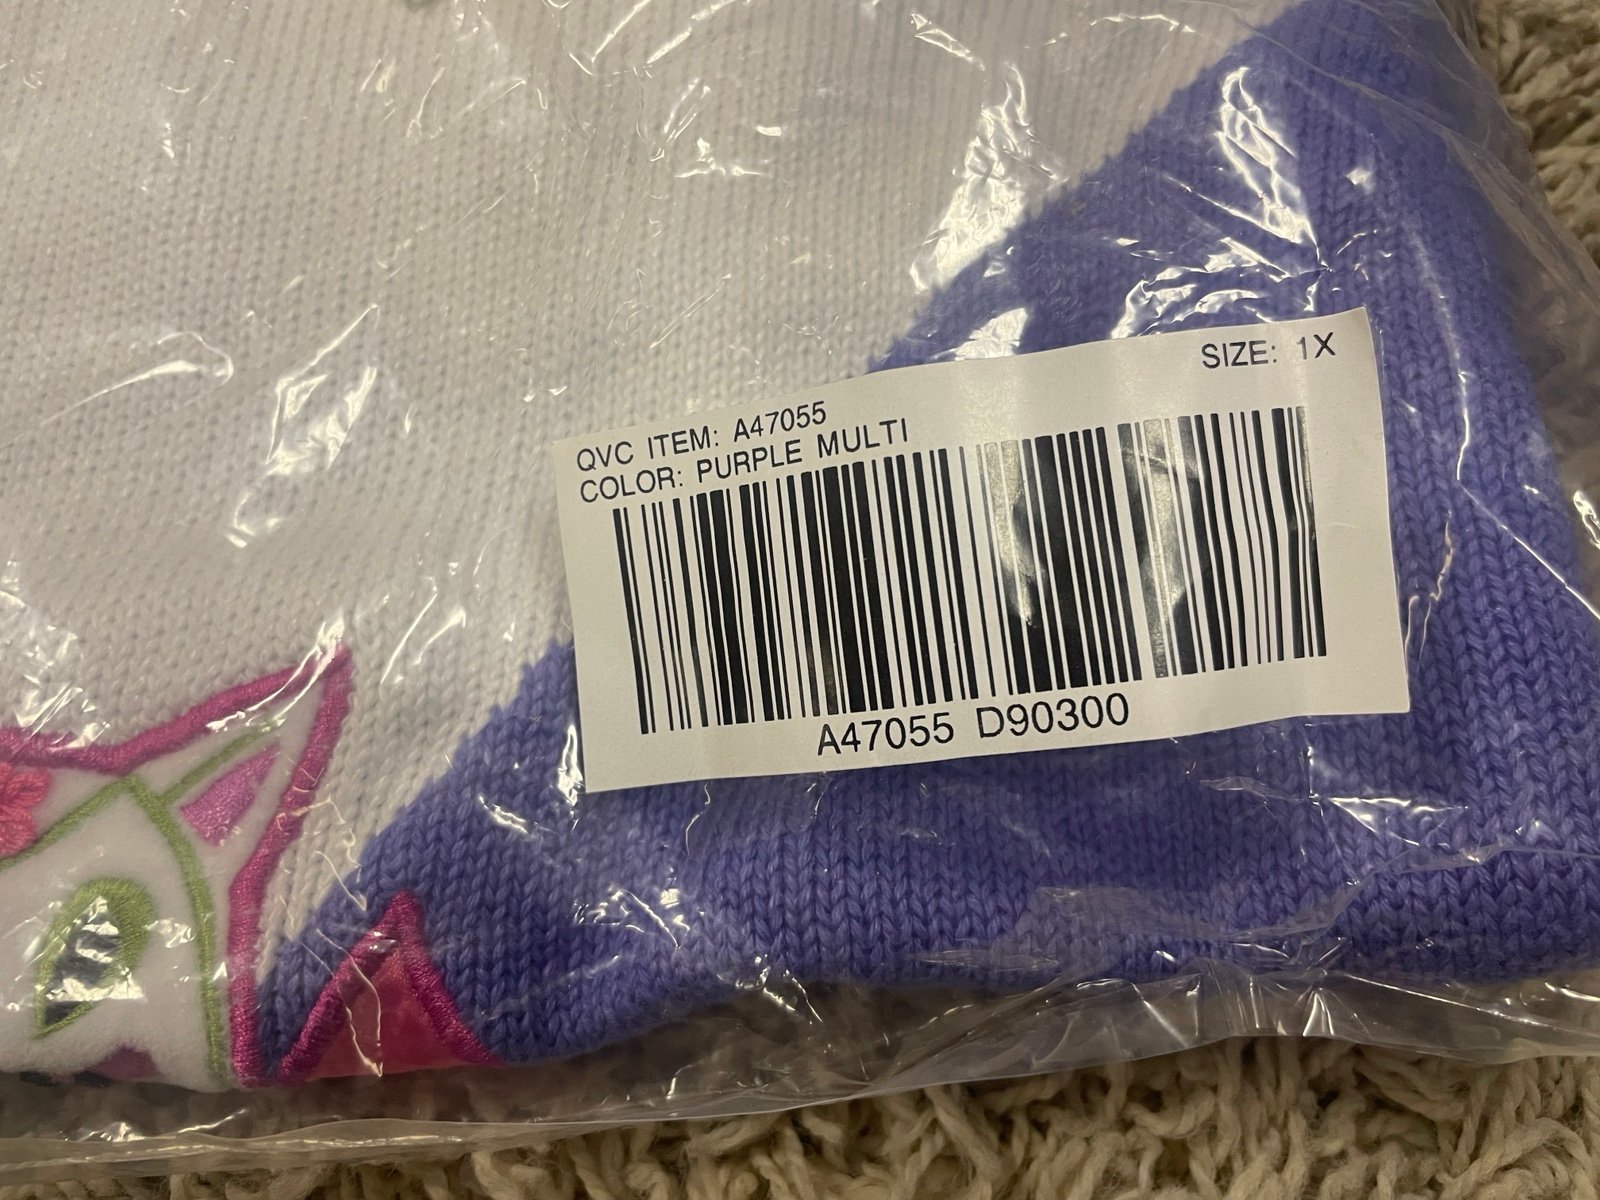 SIZE: 1X
QVC ITEM: A47055
COLOR: PURPLE MULTI
A47055 D90300